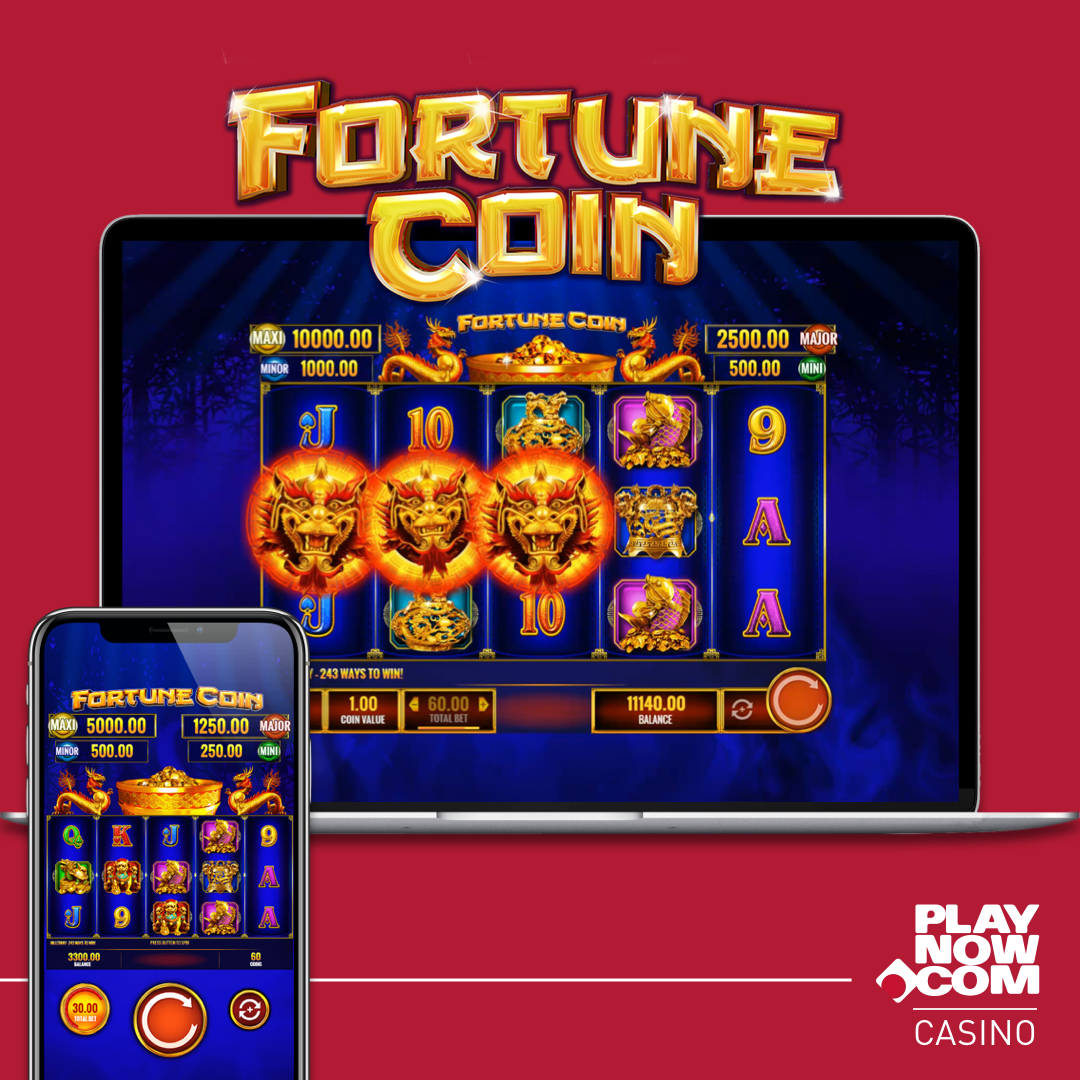 FORTUNE
COIN
FORTUNE COIN
MAXI 10000.00
2500.00 MAJOR
MINOR 1000.00
500.00 MINI
J
10
9
A
J
10
A
- 243 WAYS TO WIN!
1.00
COIN VALUE
60.00
TOTAL BET
11140.00
BALANCE
FORTUNE COIN
MAXI 5000.00
1250.00 MAJOR
MINOR 500.00
250.00 MINI
Q K J 9
A
J 9 A
243 WAYS TO WIN!
PRESS BUTTON TO SPIN
3300.00
BALANCE
60
COINS
30.00
TOTAL BET
PLAY
NOW
.COM
CASINO